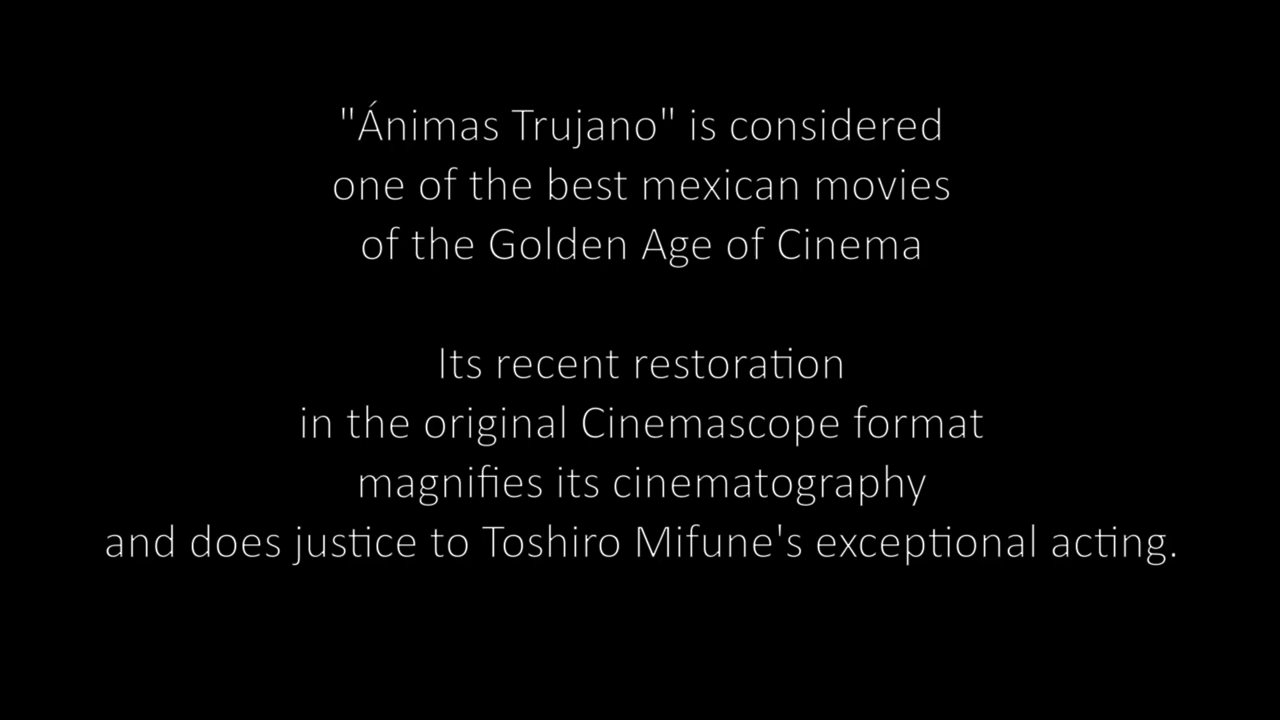 "Ánimas Trujano" is considered
one of the best mexican movies
of the Golden Age of Cinema
Its recent restoration
in the original Cinemascope format
magnifies its cinematography
and does justice to Toshiro Mifune's exceptional acting.